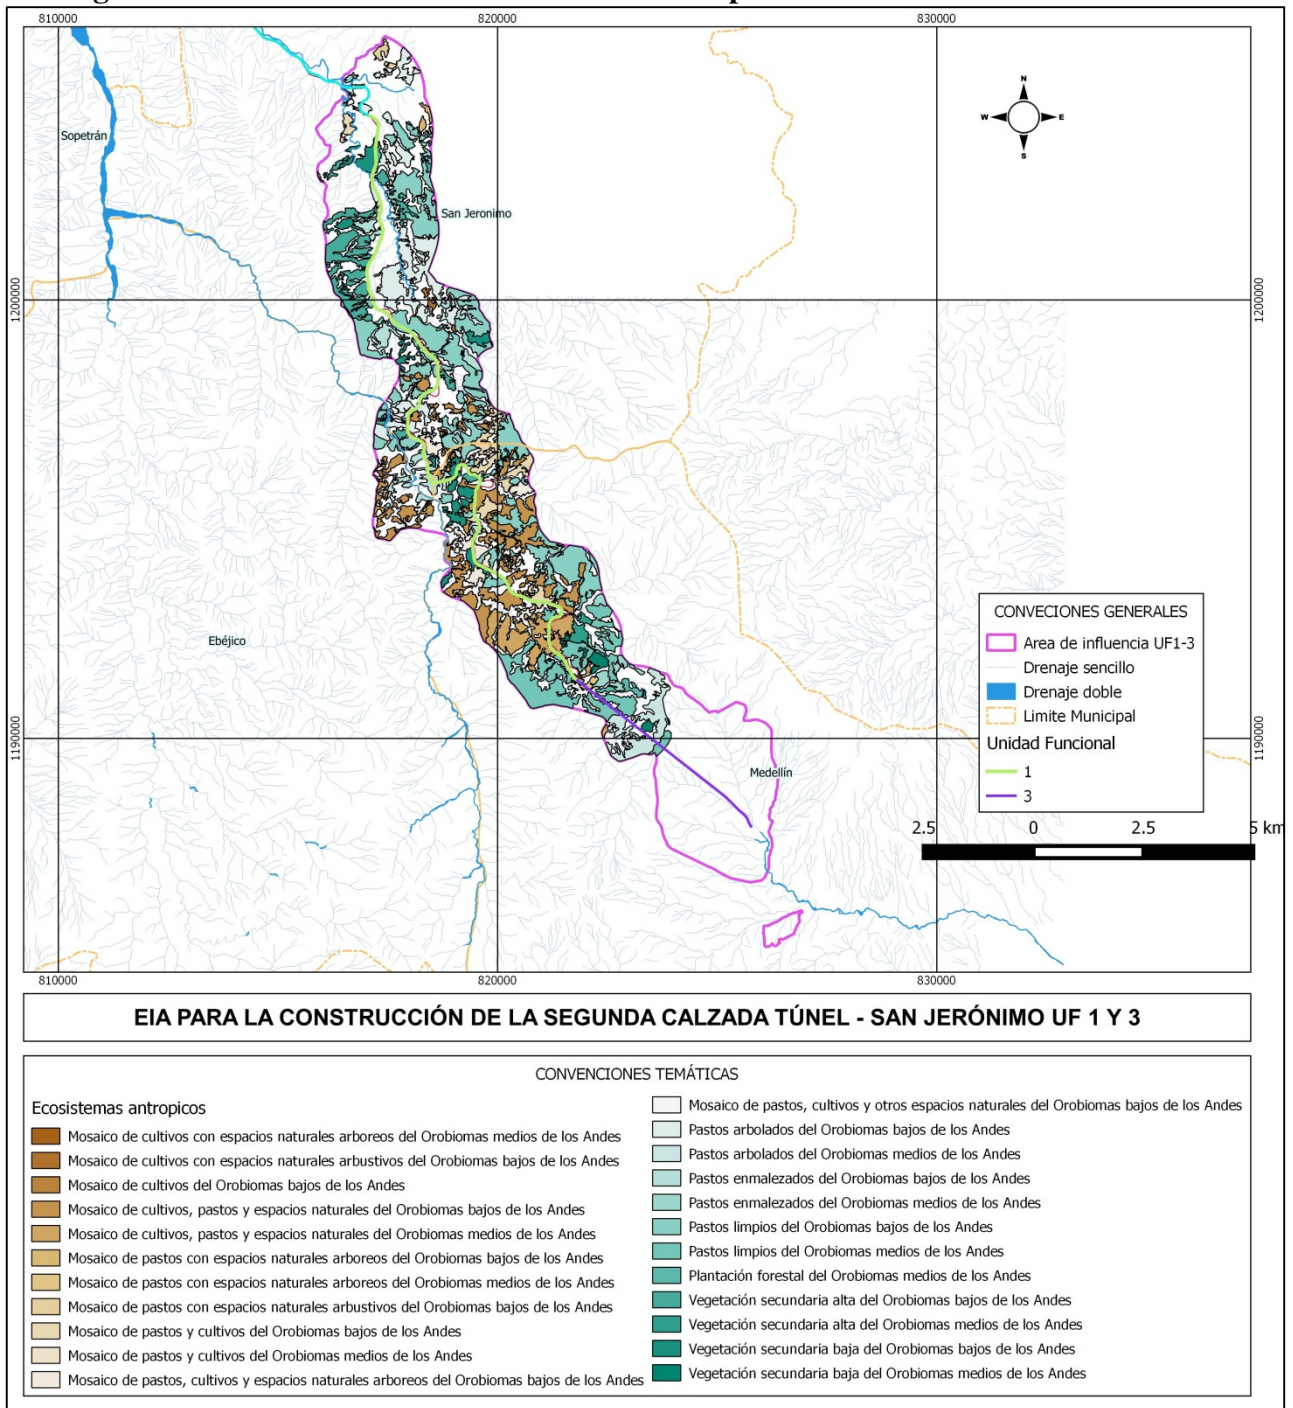 810000
820000
830000
N
W
E
S
Sopetrán
San Jeronimo
1200000
1200000
CONVECIONES GENERALES
Area de influencia UF1-3
Drenaje sencillo
Drenaje doble
Limite Municipal
Unidad Funcional
1
3
Ebéjico
1190000
1190000
Medellín
2.5 0 2.5 5 km
810000
820000
830000
EIA PARA LA CONSTRUCCIÓN DE LA SEGUNDA CALZADA TÚNEL - SAN JERÓNIMO UF 1 Y 3
CONVENCIONES TEMÁTICAS
Ecosistemas antropicos
Mosaico de cultivos con espacios naturales arboreos del Orobiomas medios de los Andes
Mosaico de cultivos con espacios naturales arbustivos del Orobiomas bajos de los Andes
Mosaico de cultivos del Orobiomas bajos de los Andes
Mosaico de cultivos, pastos y espacios naturales del Orobiomas bajos de los Andes
Mosaico de cultivos, pastos y espacios naturales del Orobiomas medios de los Andes
Mosaico de pastos con espacios naturales arboreos del Orobiomas bajos de los Andes
Mosaico de pastos con espacios naturales arboreos del Orobiomas medios de los Andes
Mosaico de pastos con espacios naturales arbustivos del Orobiomas bajos de los Andes
Mosaico de pastos y cultivos del Orobiomas bajos de los Andes
Mosaico de pastos y cultivos del Orobiomas medios de los Andes
Mosaico de pastos, cultivos y espacios naturales arboreos del Orobiomas bajos de los Andes
Mosaico de pastos, cultivos y otros espacios naturales del Orobiomas bajos de los Andes
Pastos arbolados del Orobiomas bajos de los Andes
Pastos arbolados del Orobiomas medios de los Andes
Pastos enmalezados del Orobiomas bajos de los Andes
Pastos enmalezados del Orobiomas medios de los Andes
Pastos limpios del Orobiomas bajos de los Andes
Pastos limpios del Orobiomas medios de los Andes
Plantación forestal del Orobiomas medios de los Andes
Vegetación secundaria alta del Orobiomas bajos de los Andes
Vegetación secundaria alta del Orobiomas medios de los Andes
Vegetación secundaria baja del Orobiomas bajos de los Andes
Vegetación secundaria baja del Orobiomas medios de los Andes